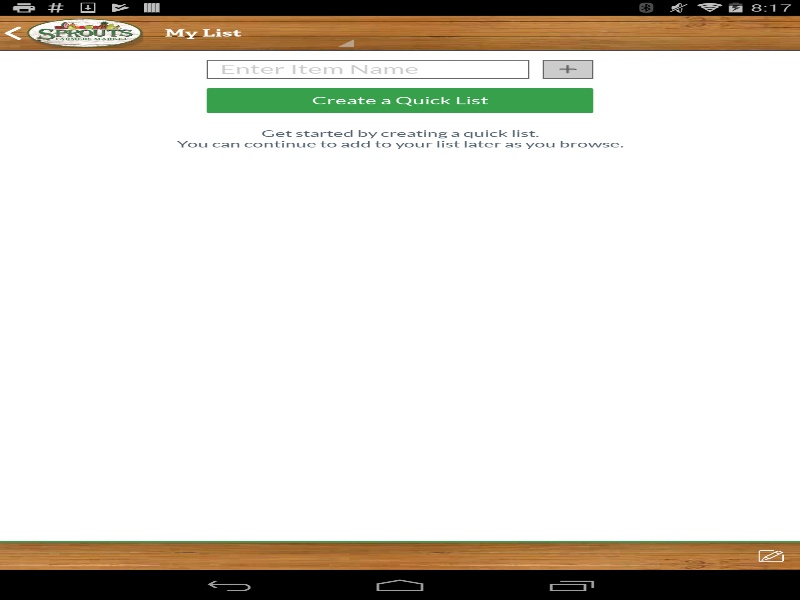 8:17
SPROUTS
FARMERS MARKET
My List
Enter Item Name
+
Create a Quick List
Get started by creating a quick list.
You can continue to add to your list later as you browse.